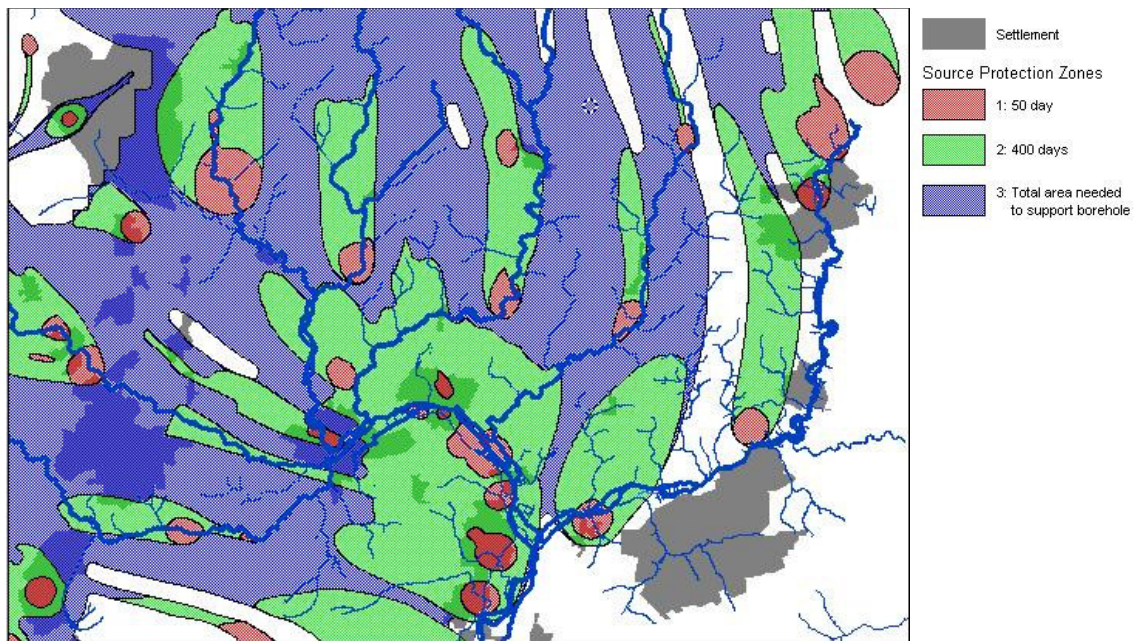 Settlement
Source Protection Zones
1: 50 day
2: 400 days
3: Total area needed
to support borehole